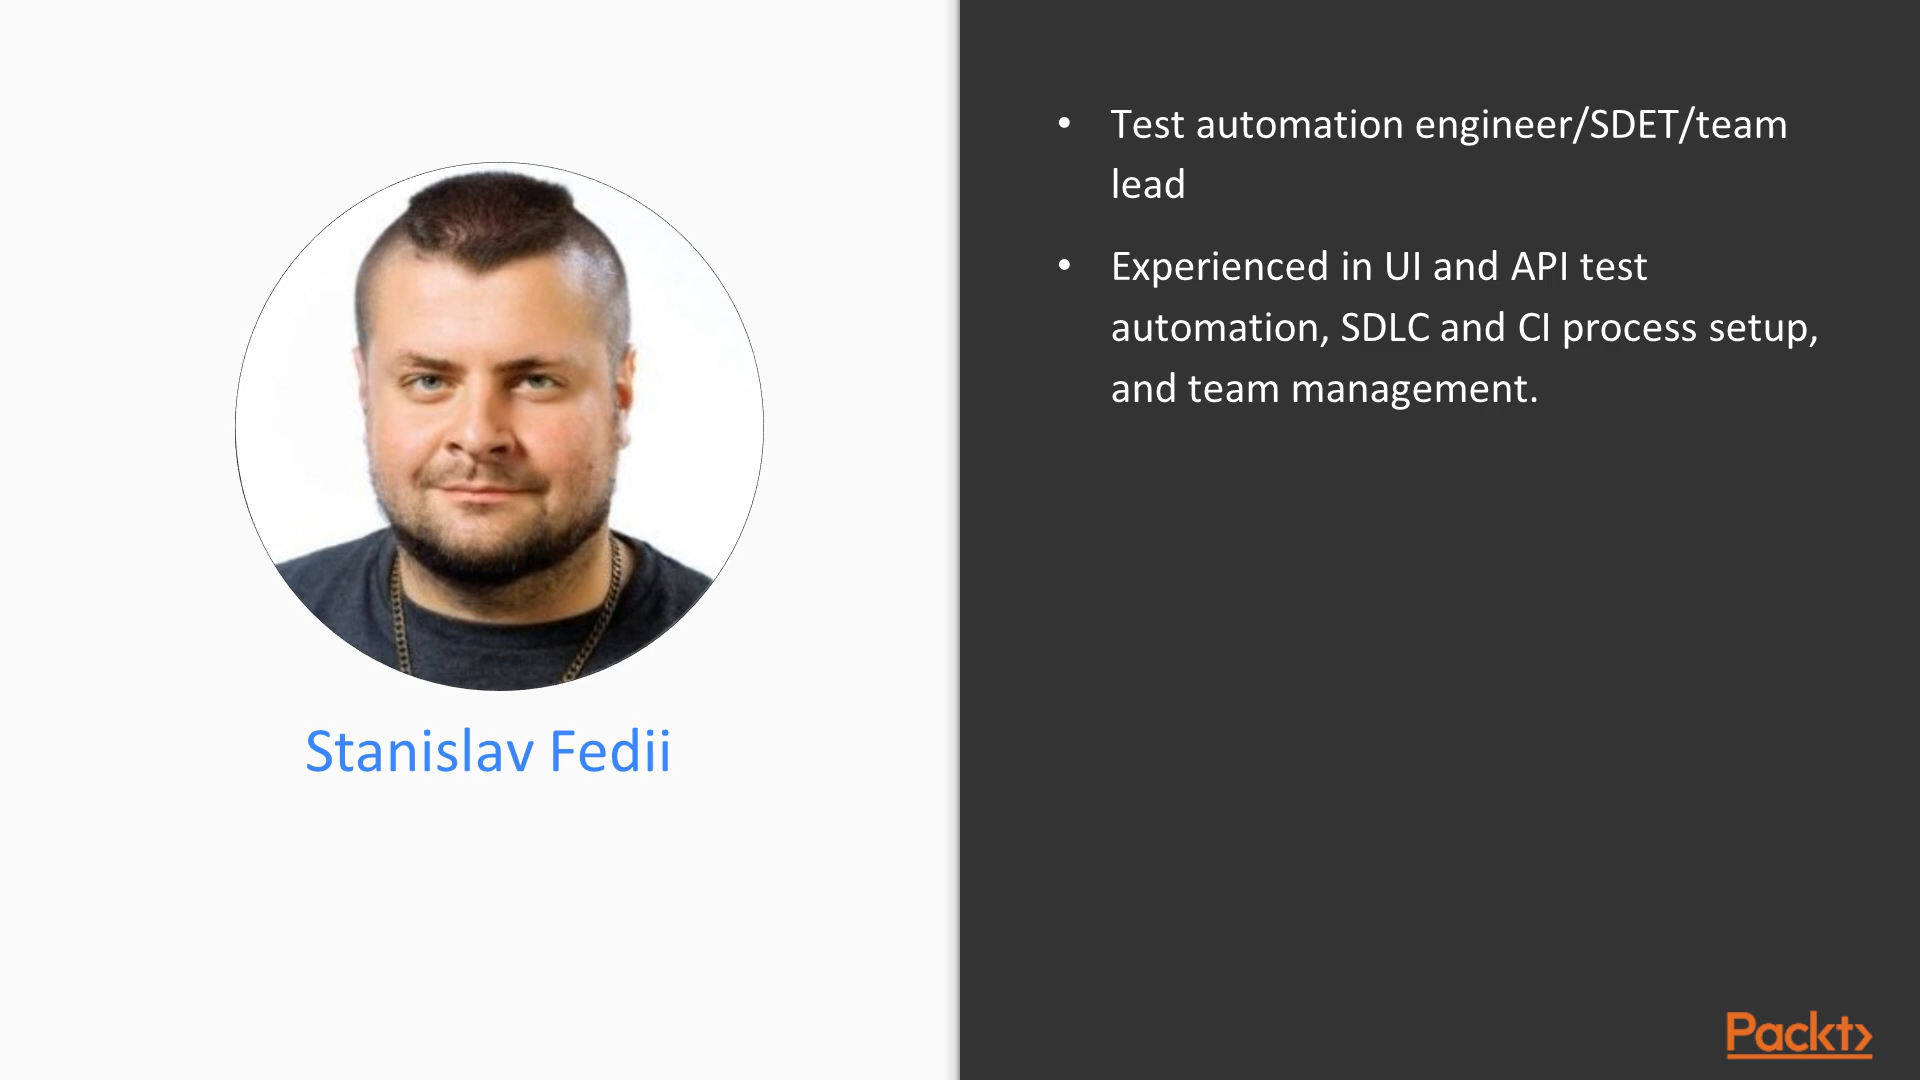 Stanislav Fedii
• Test automation engineer/SDET/team
lead
• Experienced in UI and API test
automation, SDLC and CI process setup,
and team management.
Packt>